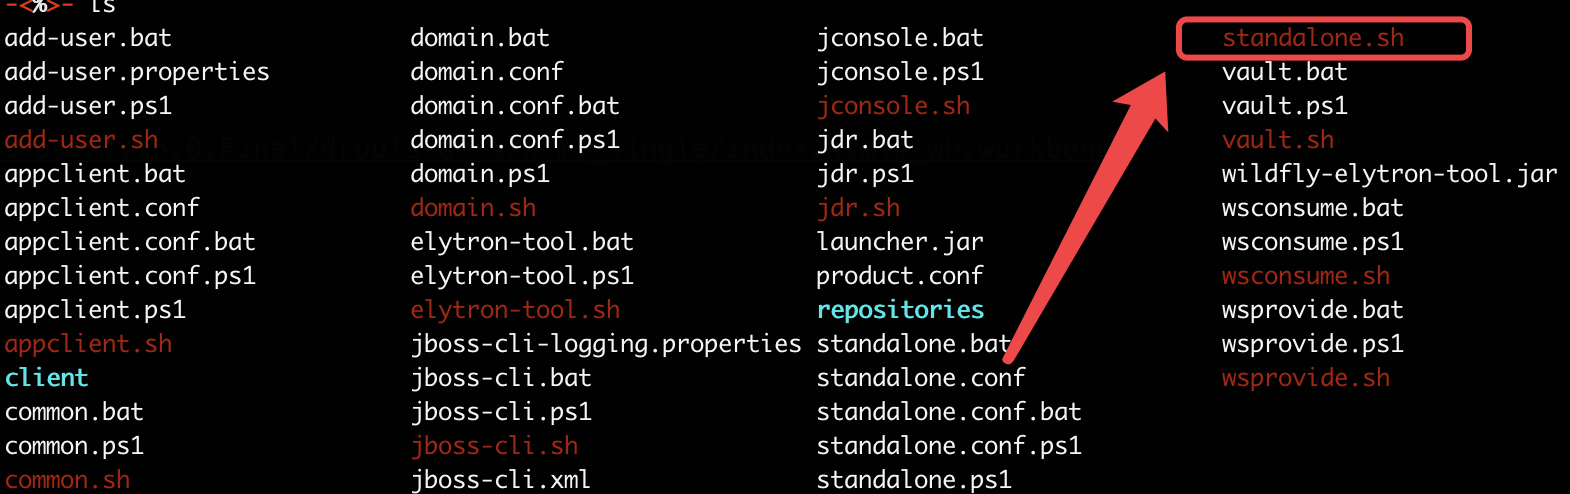 -<%>- ls
add-user.bat domain.bat jconsole.bat standalone.sh
add-user.properties domain.conf jconsole.ps1 vault.bat
add-user.ps1 domain.conf.bat jconsole.sh vault.ps1
add-user.sh domain.conf.ps1 jdr.bat vault.sh
appclient.bat domain.ps1 jdr.ps1 wildfly-elytron-tool.jar
appclient.conf domain.sh jdr.sh wsconsume.bat
appclient.conf.bat elytron-tool.bat launcher.jar wsconsume.ps1
appclient.conf.ps1 elytron-tool.ps1 product.conf wsconsume.sh
appclient.ps1 elytron-tool.sh repositories wsprovide.bat
appclient.sh jboss-cli-logging.properties standalone.bat wsprovide.ps1
client jboss-cli.bat standalone.conf wsprovide.sh
common.bat jboss-cli.ps1 standalone.conf.bat
common.ps1 jboss-cli.sh standalone.conf.ps1
common.sh jboss-cli.xml standalone.ps1